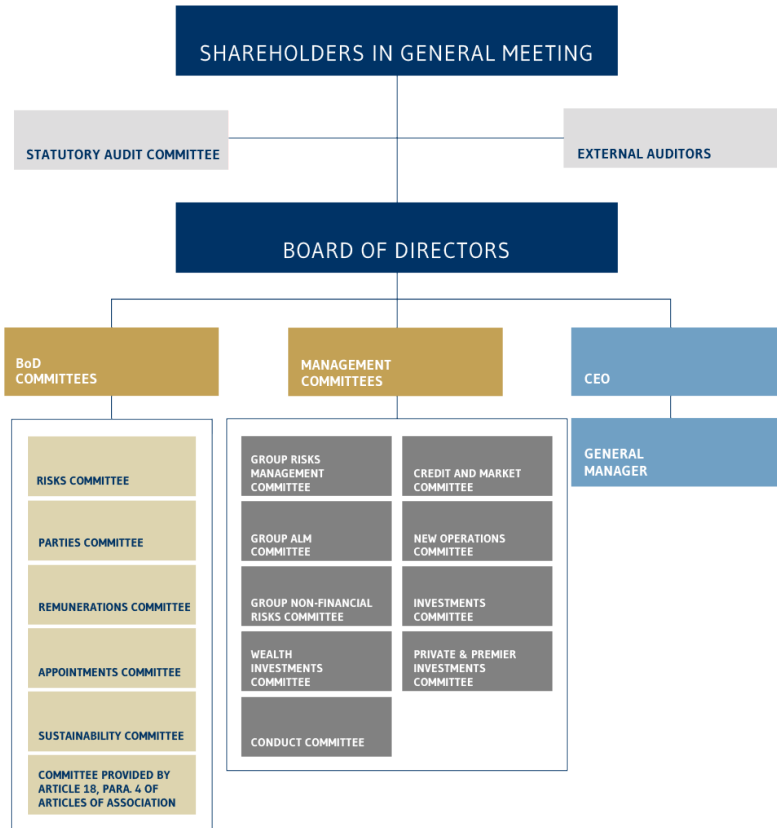 SHAREHOLDERS IN GENERAL MEETING
STATUTORY AUDIT COMMITTEE
EXTERNAL AUDITORS
BOARD OF DIRECTORS
BoD
COMMITTEES
MANAGEMENT
COMMITTEES
CEO
GENERAL
MANAGER
RISKS COMMITTEE
PARTIES COMMITTEE
REMUNERATIONS COMMITTEE
APPOINTMENTS COMMITTEE
SUSTAINABILITY COMMITTEE
COMMITTEE PROVIDED BY
ARTICLE 18, PARA. 4 OF
ARTICLES OF ASSOCIATION
GROUP RISKS
MANAGEMENT
COMMITTEE
CREDIT AND MARKET
COMMITTEE
GROUP ALM
COMMITTEE
NEW OPERATIONS
COMMITTEE
GROUP NON-FINANCIAL
RISKS COMMITTEE
INVESTMENTS
COMMITTEE
WEALTH
INVESTMENTS
COMMITTEE
PRIVATE & PREMIER
INVESTMENTS
COMMITTEE
CONDUCT COMMITTEE